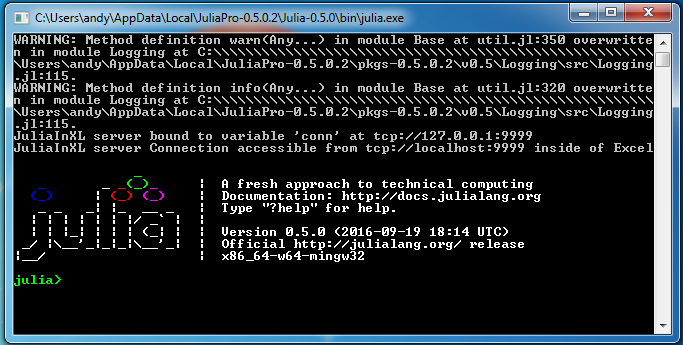 C:\Users\andy\AppData\Local\JuliaPro-0.5.0.2\Julia-0.5.0\bin\julia.exe
WARNING: Method definition warn(Any...) in module Base at util.jl:350 overwritte
n in module Logging at C:\\\\\\\\\\\\\\\\\\\\\\\\\\\\\\\\\\\\\\\\\\\\\\\\\\\\\\\
\Users\andy\AppData\Local\JuliaPro-0.5.0.2\pkgs-0.5.0.2\v0.5\Logging\src\Logging
.jl:115.
WARNING: Method definition info(Any...) in module Base at util.jl:320 overwritte
n in module Logging at C:\\\\\\\\\\\\\\\\\\\\\\\\\\\\\\\\\\\\\\\\\\\\\\\\\\\\\\\
\Users\andy\AppData\Local\JuliaPro-0.5.0.2\pkgs-0.5.0.2\v0.5\Logging\src\Logging
.jl:115.
JuliaInXL server bound to variable 'conn' at tcp://127.0.0.1:9999
JuliaInXL server Connection accessible from tcp://localhost:9999 inside of Excel
A fresh approach to technical computing
Documentation: http://docs.julialang.org
Type "?help" for help.
julia
Version 0.5.0 (2016-09-19 18:14 UTC)
Official http://julialang.org/ release
x86_64-w64-mingw32
julia>